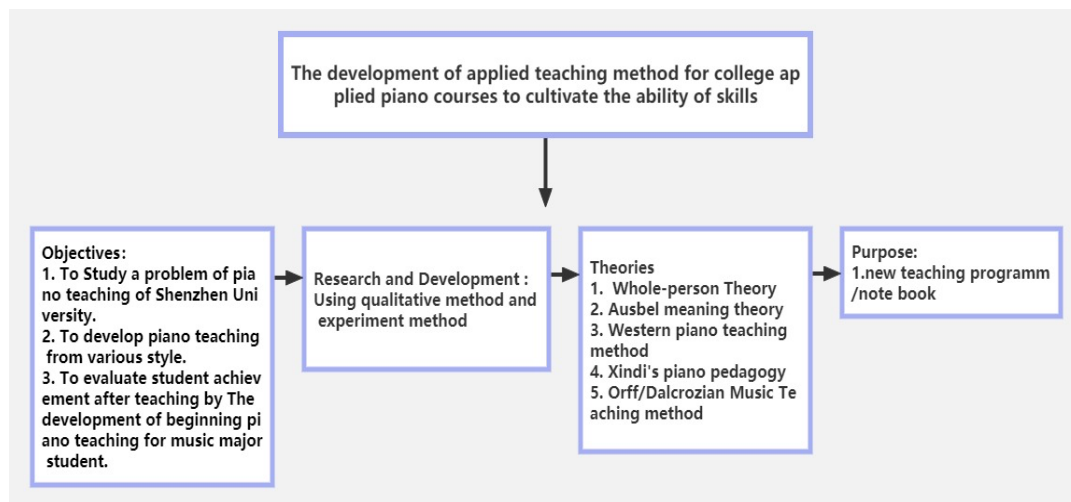 The development of applied teaching method for college ap
plied piano courses to cultivate the ability of skills
Objectives:
1. To Study a problem of pia
no teaching of Shenzhen Uni
versity.
2. To develop piano teaching
from various style.
3. To evaluate student achiev
ement after teaching by The
development of beginning pi
ano teaching for music major
student.
Research and Development :
Using qualitative method and
experiment method
Theories
1. Whole-person Theory
2. Ausbel meaning theory
3. Western piano teaching
method
4. Xindi's piano pedagogy
5. Orff/Dalcrozian Music Te
aching method
Purpose:
1.new teaching programm
/note book